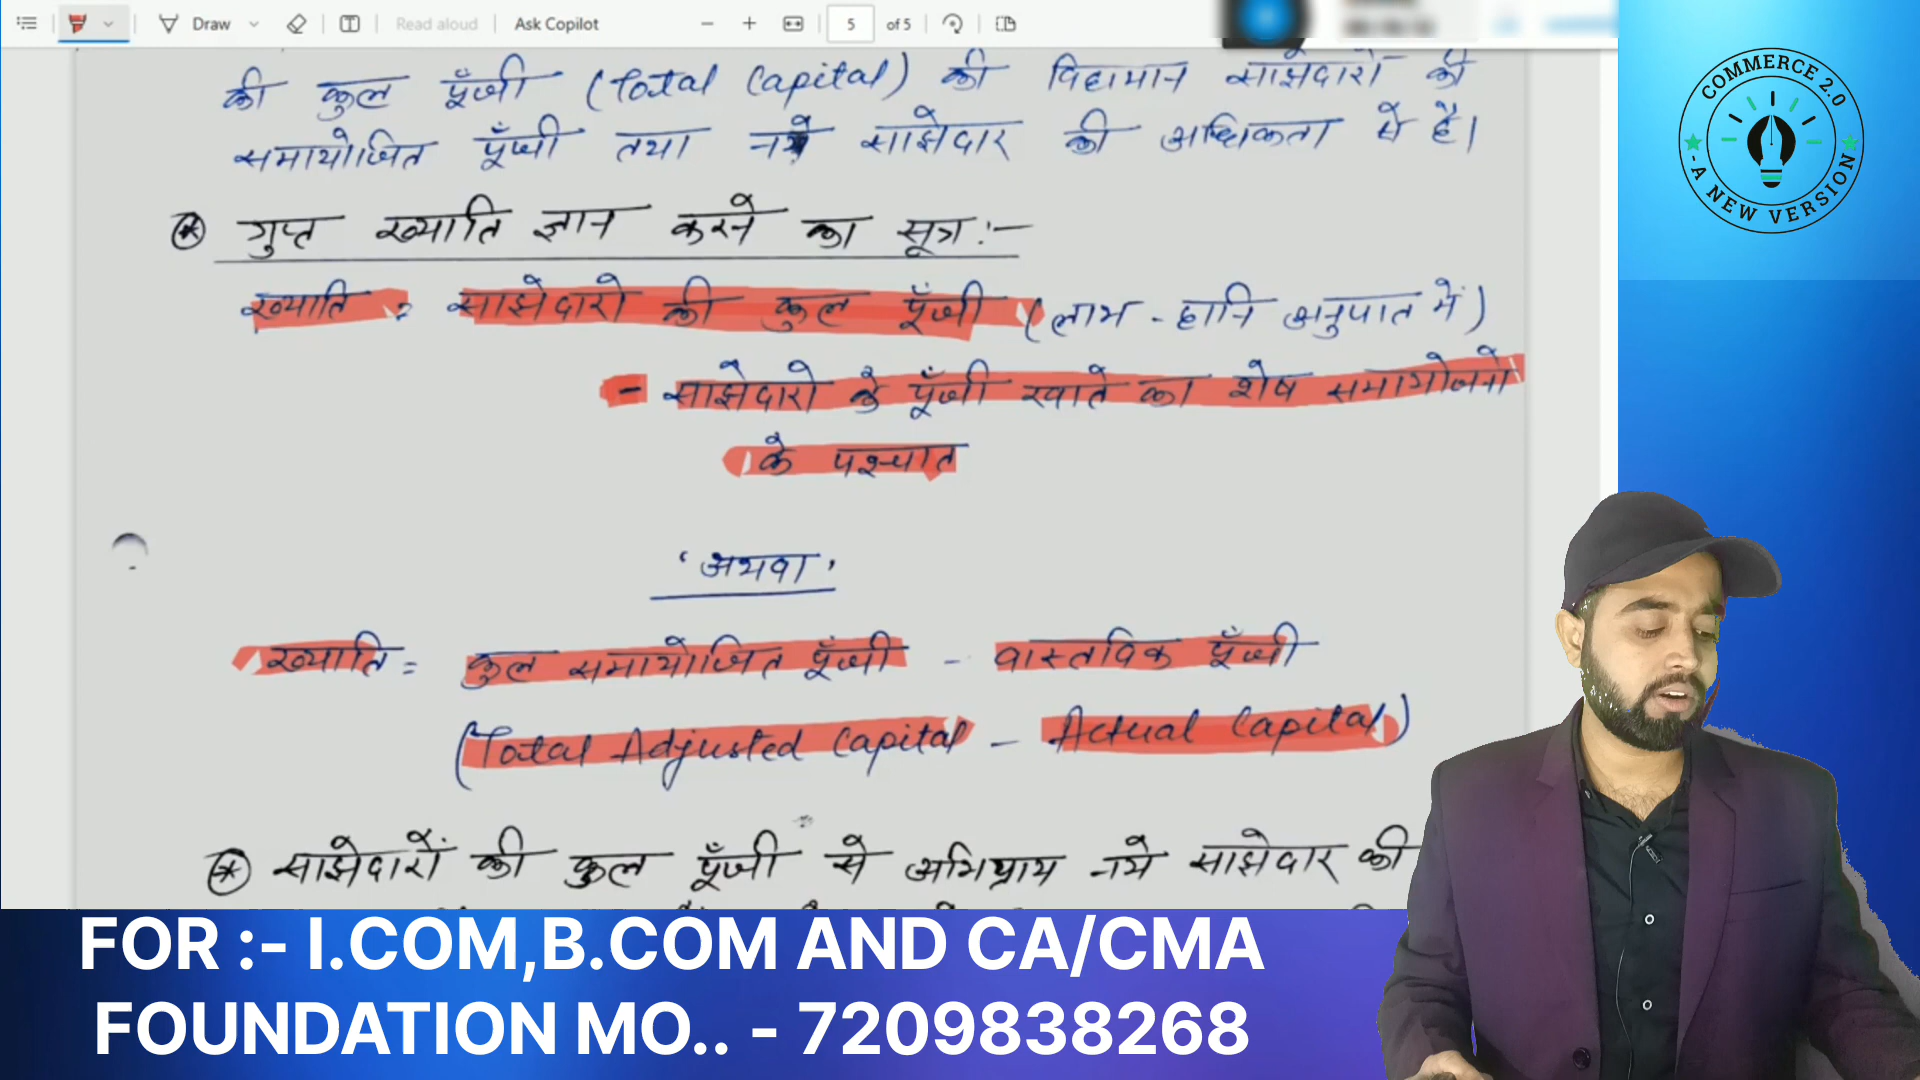 Draw
Read aloud
Ask Copilot
5 of 5
की कुल पूँजी (Total Capital) की विद्यमान साझेदारो की
समायोजित पूँजी तथा नये साझेदार की अधिकता से है।
गुप्त ख्याति ज्ञान करने का सूत्र :-
ख्याति = साझेदारो की कुल पूँजी (लाभ - हानि अनुपात में)
- साझेदारो के पूँजी खाते का शेष समायोजनो
के पश्चात
'अथवा'
ख्याति = कुल समायोजित पूँजी - वास्तविक पूँजी
(Total Adjusted Capital - Actual Capital)
साझेदारों की कुल पूँजी से अभिप्राय नये साझेदार की
COMMERCE 2.0
-A NEW VERSION
FOR :- I.COM,B.COM AND CA/CMA
FOUNDATION MO.. - 7209838268